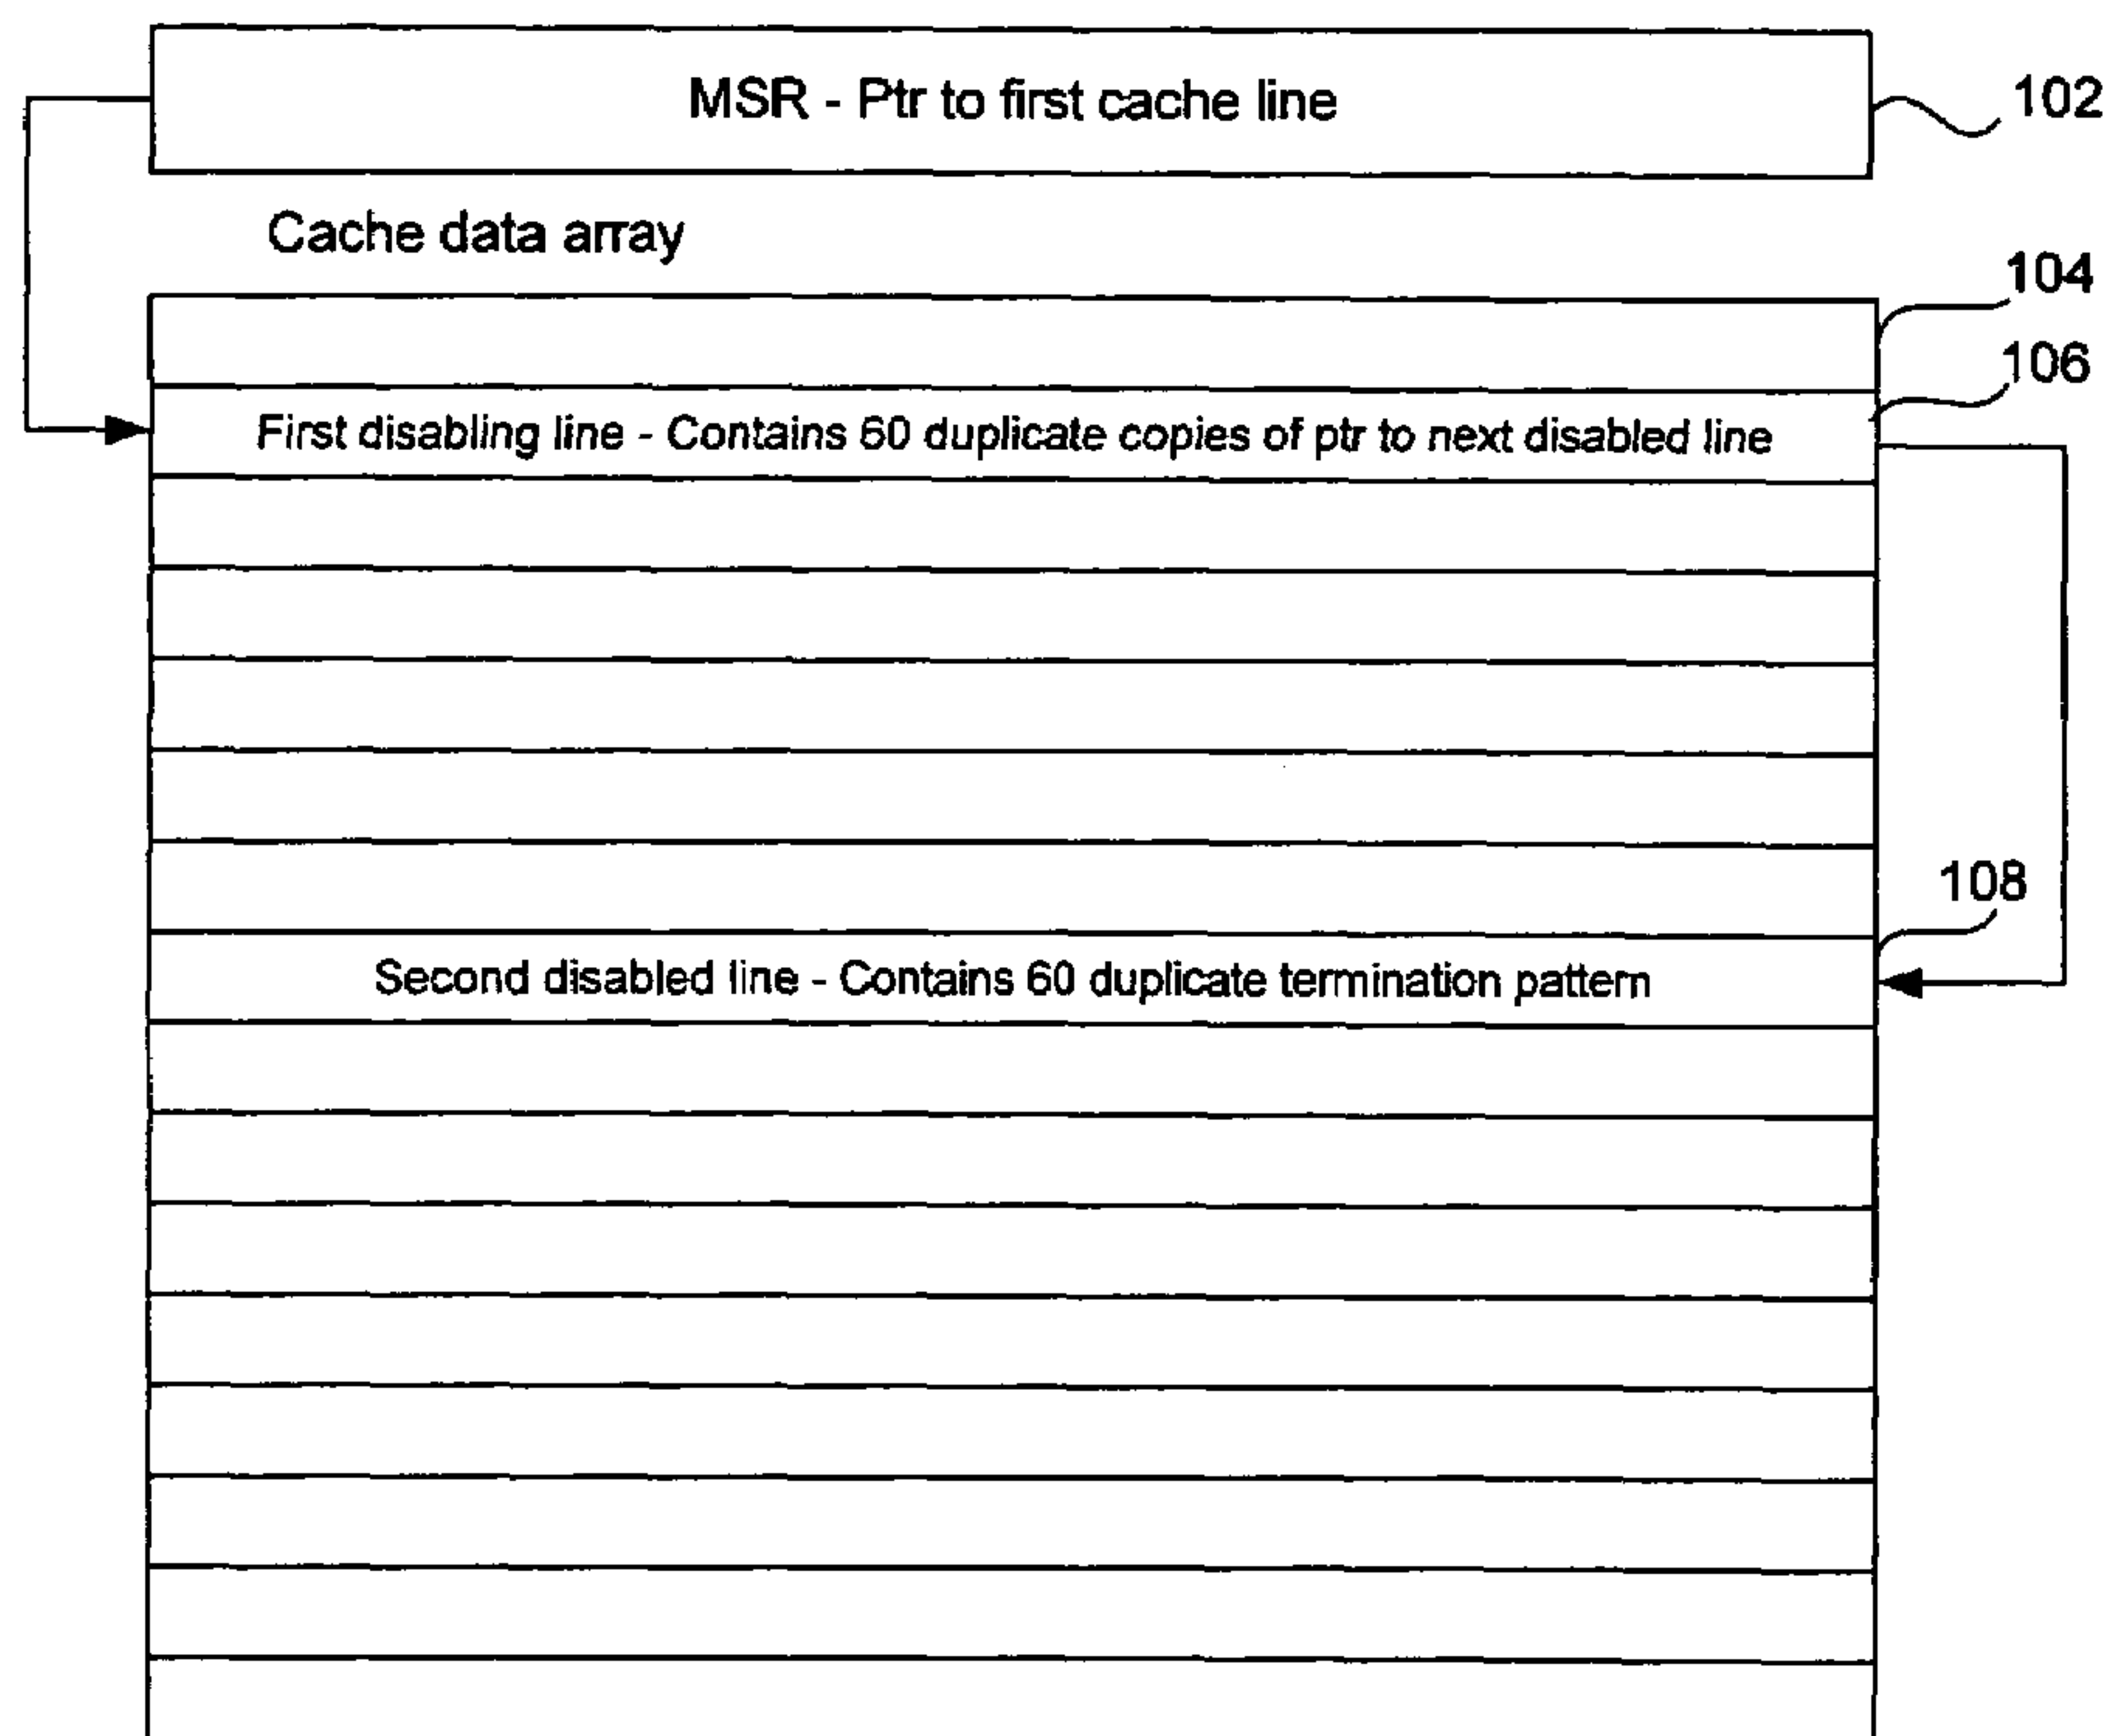 MSR - Ptr to first cache line
102
Cache data array
104
106
First disabling line - Contains 60 duplicate copies of ptr to next disabled line
108
Second disabled line - Contains 60 duplicate termination pattern